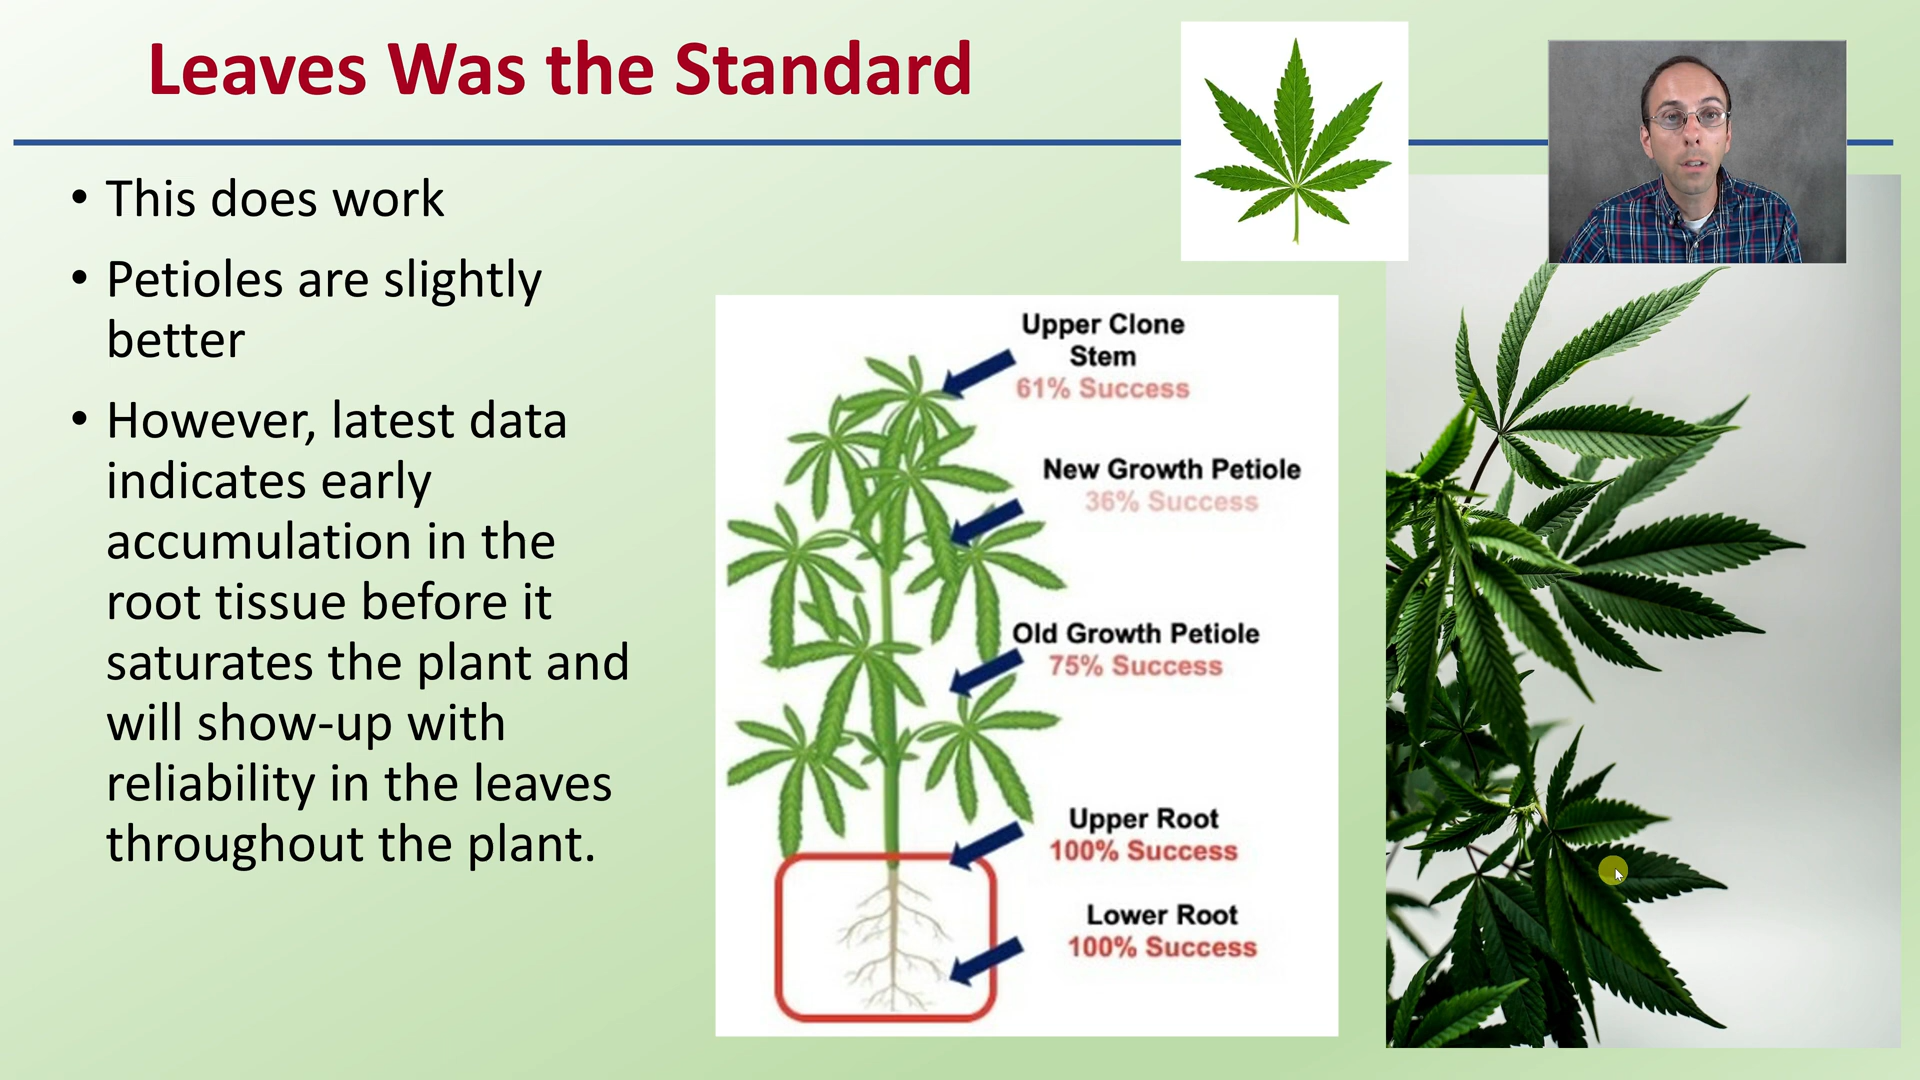 Leaves Was the Standard
• This does work
• Petioles are slightly
better
• However, latest data
indicates early
accumulation in the
root tissue before it
saturates the plant and
will show-up with
reliability in the leaves
throughout the plant.
Upper Clone
Stem
61% Success
New Growth Petiole
36% Success
Old Growth Petiole
75% Success
Upper Root
100% Success
Lower Root
100% Success